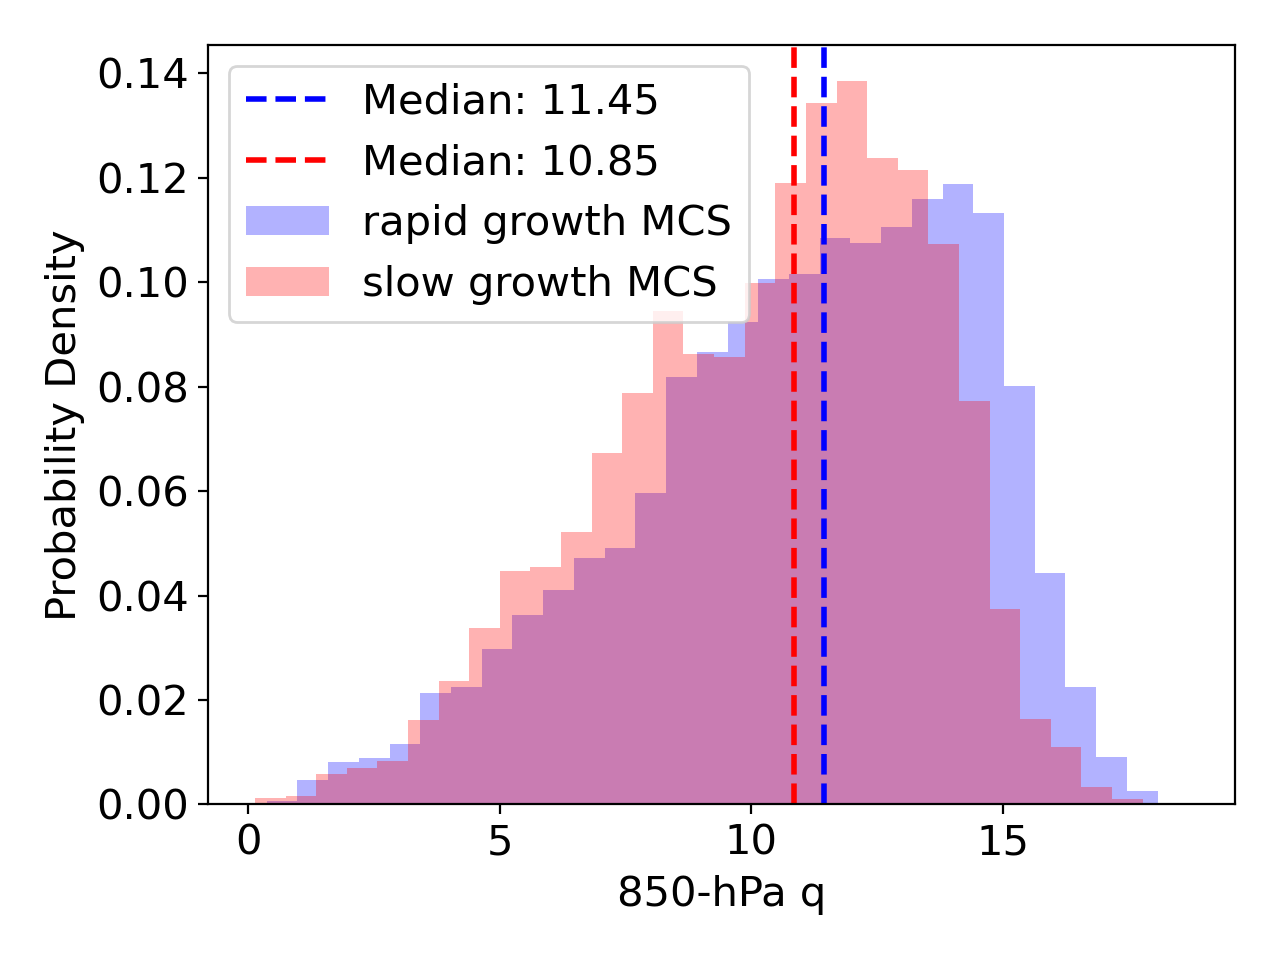 0.14
0.12
0.10
0.08
0.06
0.04
0.02
0.00
Probability Density
Median: 11.45
Median: 10.85
rapid growth MCS
slow growth MCS
0 5 10 15
850-hPa q